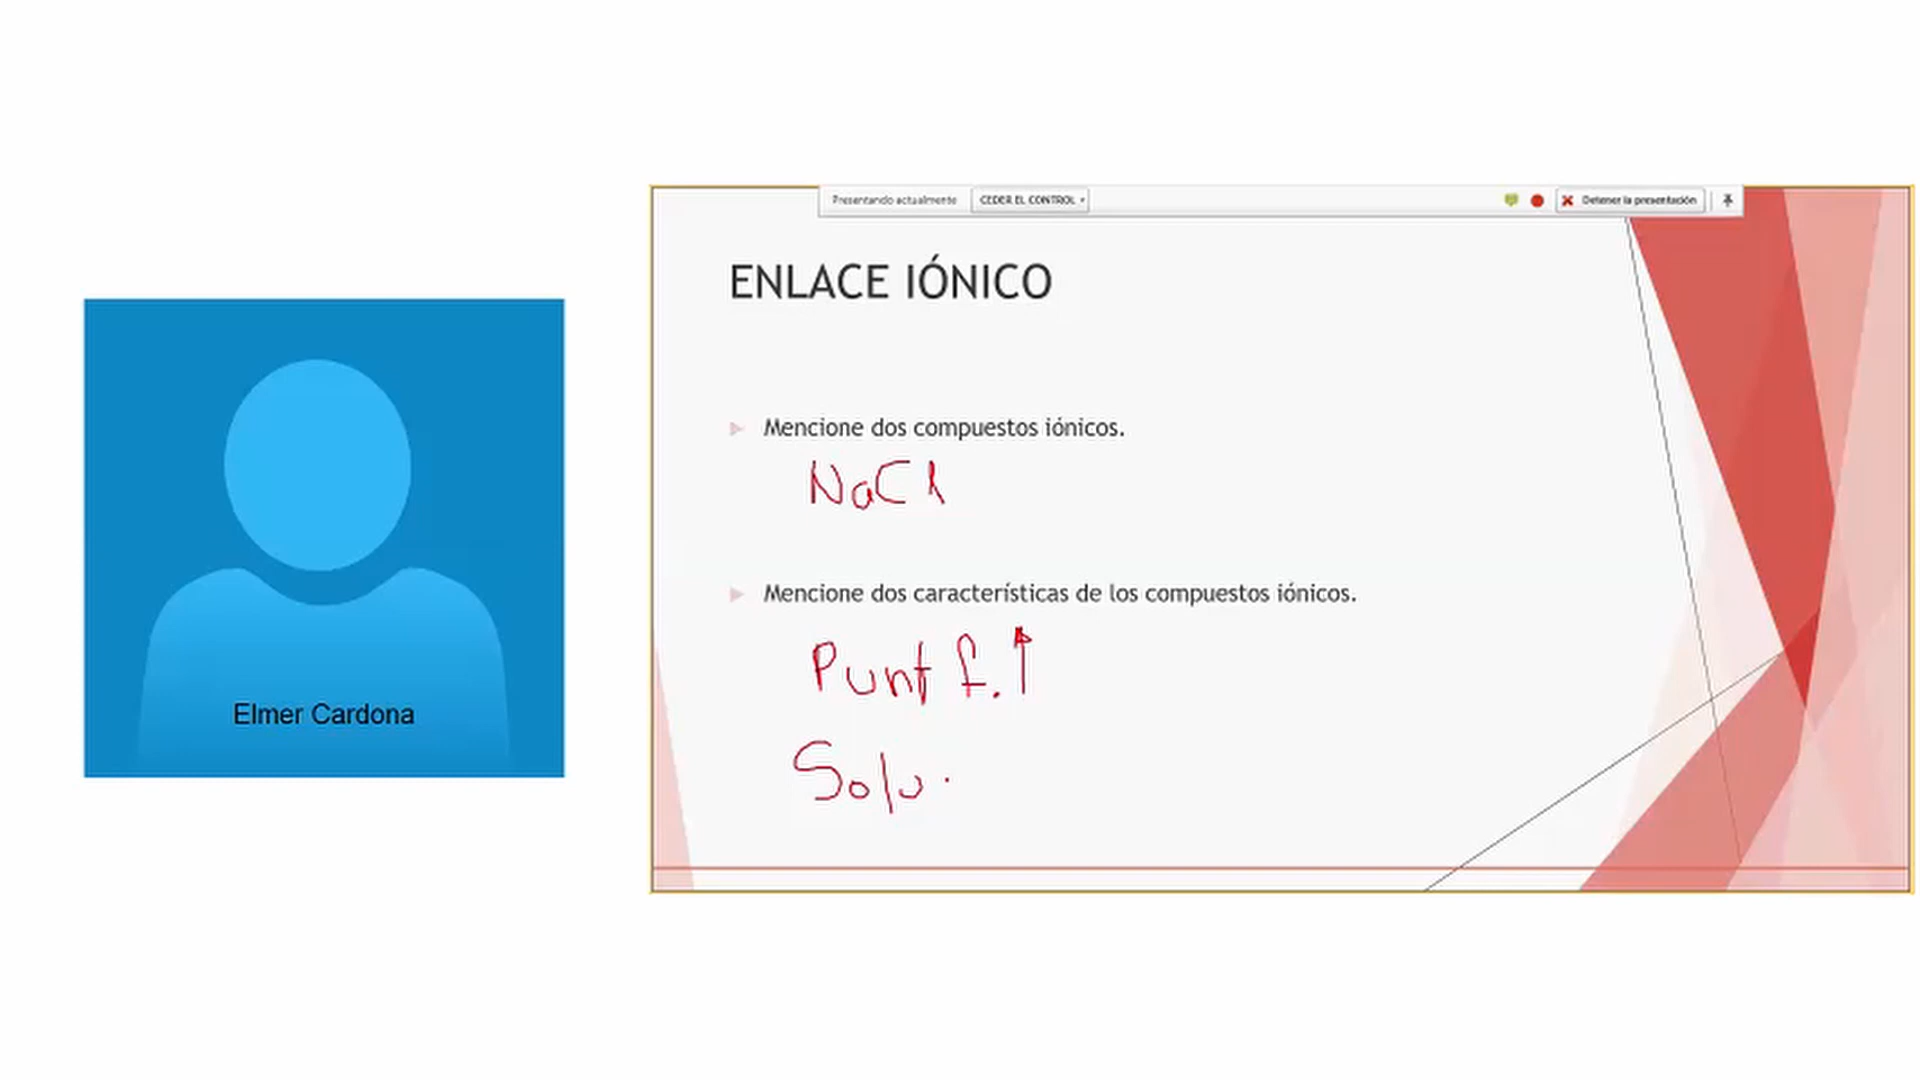 Presentando actualmente CEDER EL CONTROL Detener la presentación
ENLACE IÓNICO
Mencione dos compuestos iónicos.
NaCl
Mencione dos características de los compuestos iónicos.
Punt f. ↑
Solu.
Elmer Cardona